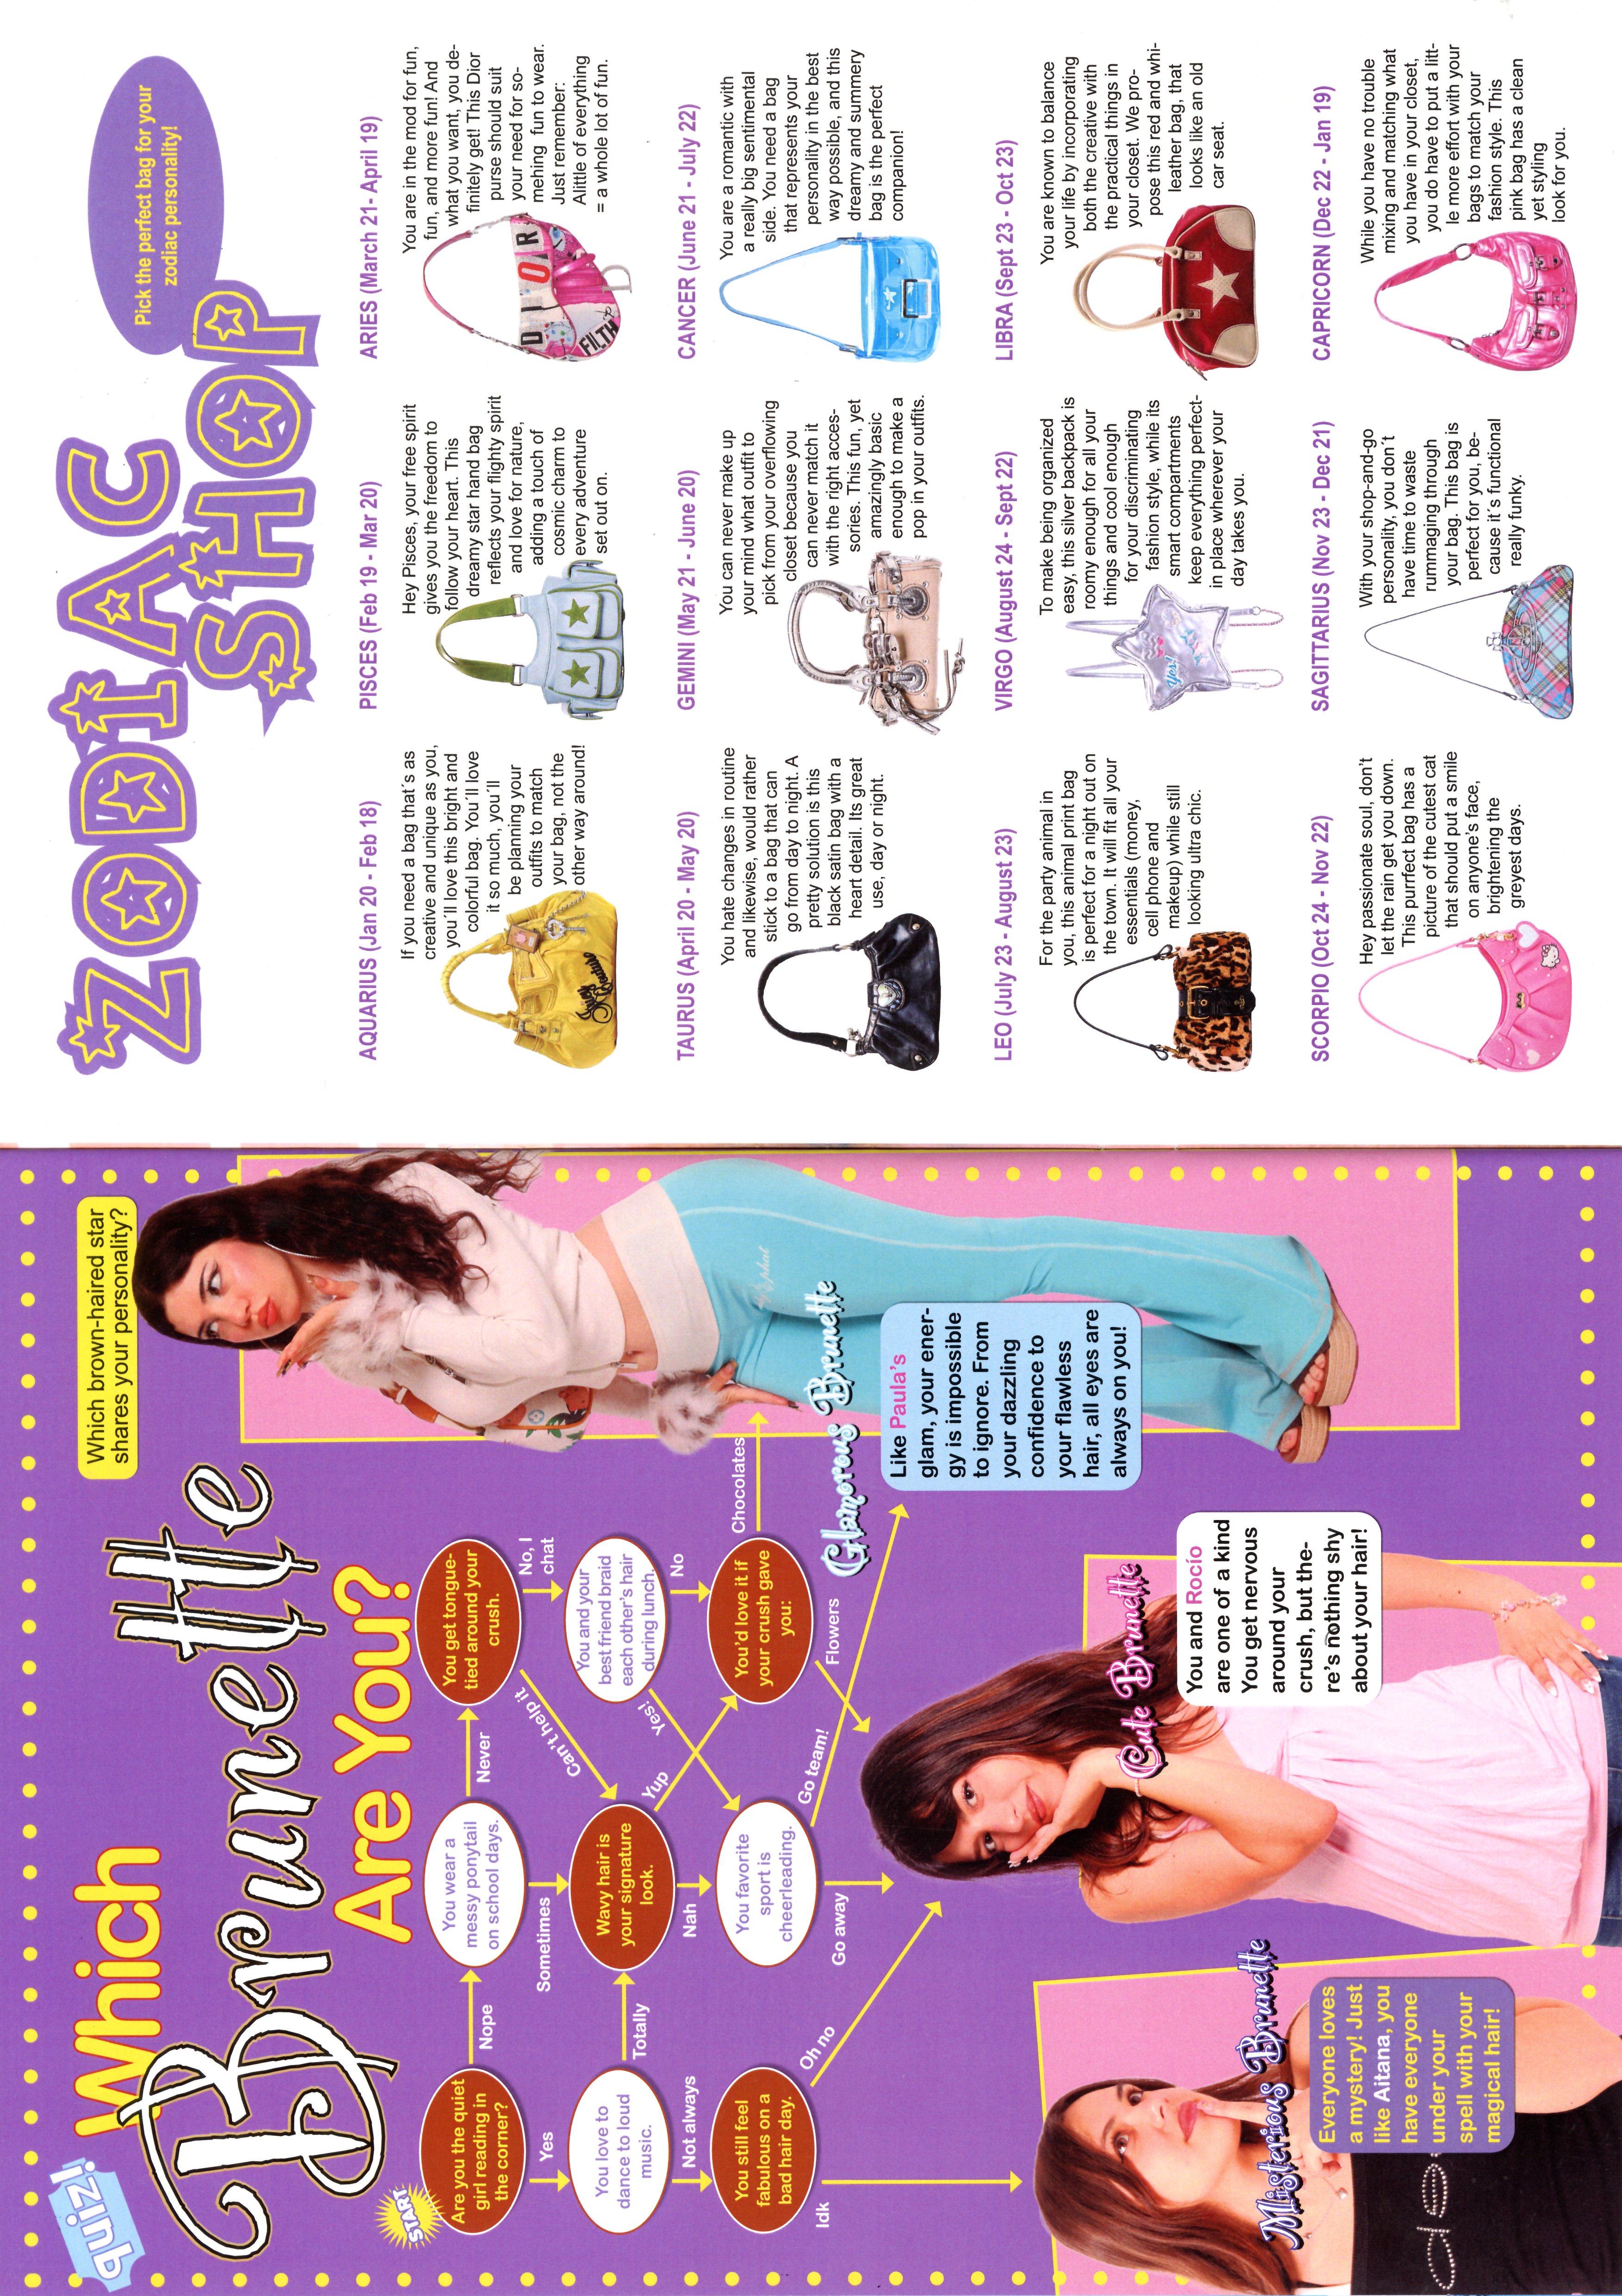 quiz!
Which
Brunette
Are You?
Which brown-haired star
shares your personality?
START
Are you the quiet
girl reading in
the corner?
Nope
You wear a
messy ponytail
on school days.
Never
You get tongue-
tied around your
crush.
Yes
Sometimes
Can't help it
No, I
chat
You love to
dance to loud
music.
Totally
Wavy hair is
your signature
look.
You and your
best friend braid
each other's hair
during lunch.
Not always
Nah
Yup
Yes!
No
You still feel
fabulous on a
bad hair day.
You favorite
sport is
cheerleading.
You'd love it if
your crush gave
you:
Chocolates
Idk
Oh no
Go away
Go team!
Flowers
phat
Glamorous Brunette
Like Paula's
glam, your ener-
gy is impossible
to ignore. From
your dazzling
confidence to
your flawless
hair, all eyes are
always on you!
Cute Brunette
You and Rocío
are one of a kind
You get nervous
around your
crush, but the-
re's nothing shy
about your hair!
Misterious Brunette
Everyone loves
a mystery! Just
like Aitana, you
have everyone
under your
spell with your
magical hair!
ZODIAC
SHOP
Pick the perfect bag for your
zodiac personality!
AQUARIUS (Jan 20 - Feb 18)
If you need a bag that´s as
creative and unique as you,
you´ll love this bright and
colorful bag. You´ll love
it so much, you´ll
be planning your
outfits to match
your bag, not the
other way around!
Juicy
Couture
PISCES (Feb 19 - Mar 20)
Hey Pisces, your free spirit
gives you the freedom to
follow your heart. This
dreamy star hand bag
reflects your flighty spirit
and love for nature,
adding a touch of
cosmic charm to
every adventure
set out on.
ARIES (March 21- April 19)
You are in the mod for fun,
fun, and more fun! And
what you want, you de-
finitely get! This Dior
purse should suit
your need for so-
mehing  fun to wear.
Just remember:
Alittle of everything
= a whole lot of fun.
DIOR
FILTH
D
TAURUS (April 20 - May 20)
You hate changes in routine
and likewise, would rather
stick to a bag that can
go from day to night. A
pretty solution is this
black satin bag with a
heart detail. Its great
use, day or night.
GEMINI (May 21 - June 20)
You can never make up
your mind what outfit to
pick from your overflowing
closet because you
can never match it
with the right acces-
sories. This fun, yet
amazingly basic
enough to make a
pop in your outfits.
CANCER (June 21 - July 22)
You are a romantic with
a really big sentimental
side. You need a bag
that represents your
personality in the best
way possible, and this
dreamy and summery
bag is the perfect
companion!
LEO (July 23 - August 23)
For the party animal in
you, this animal print bag
is perfect for a night out on
the town. It will fit all your
essentials (money,
cell phone and
makeup) while still
looking ultra chic.
VIRGO (August 24 - Sept 22)
To make being organized
easy, this silver backpack is
roomy enough for all your
things and cool enough
for your discriminating
fashion style, while its
smart compartments
keep everything perfect-
in place wherever your
day takes you.
Yes!
LIBRA (Sept 23 - Oct 23)
You are known to balance
your life by incorporating
both the creative with
the practical things in
your closet. We pro-
pose this red and whi-
leather bag, that
looks like an old
car seat.
SCORPIO (Oct 24 - Nov 22)
Hey passionate soul, don't
let the rain get you down.
This purrfect bag has a
picture of the cutest cat
that should put a smile
on anyone's face,
brightening the
greyest days.
SAGITTARIUS (Nov 23 - Dec 21)
With your shop-and-go
personality, you don´t
have time to waste
rummaging through
your bag. This bag is
perfect for you, be-
cause it´s functional
really funky.
CAPRICORN (Dec 22 - Jan 19)
While you have no trouble
mixing and matching what
you have in your closet,
you do have to put a litt-
le more effort with your
bags to match your
fashion style. This
pink bag has a clean
yet styling
look for you.